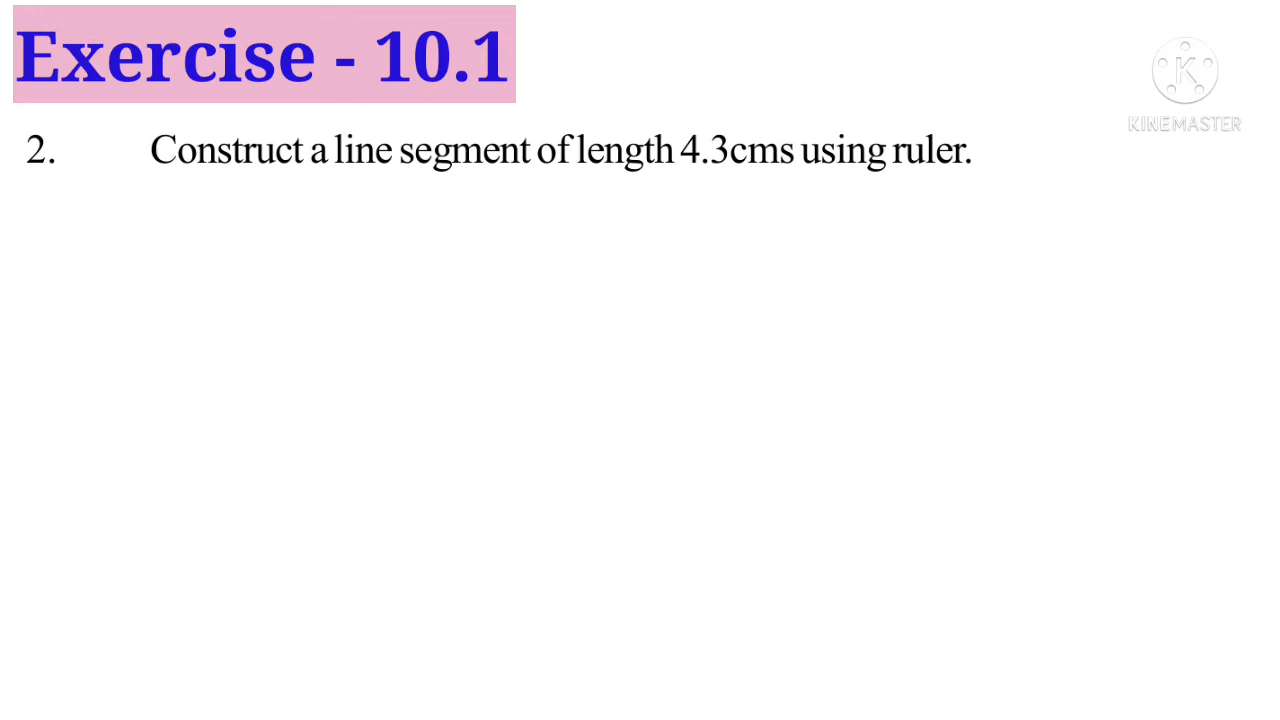 Exercise - 10.1
KINEMASTER
2. Construct a line segment of length 4.3cms using ruler.